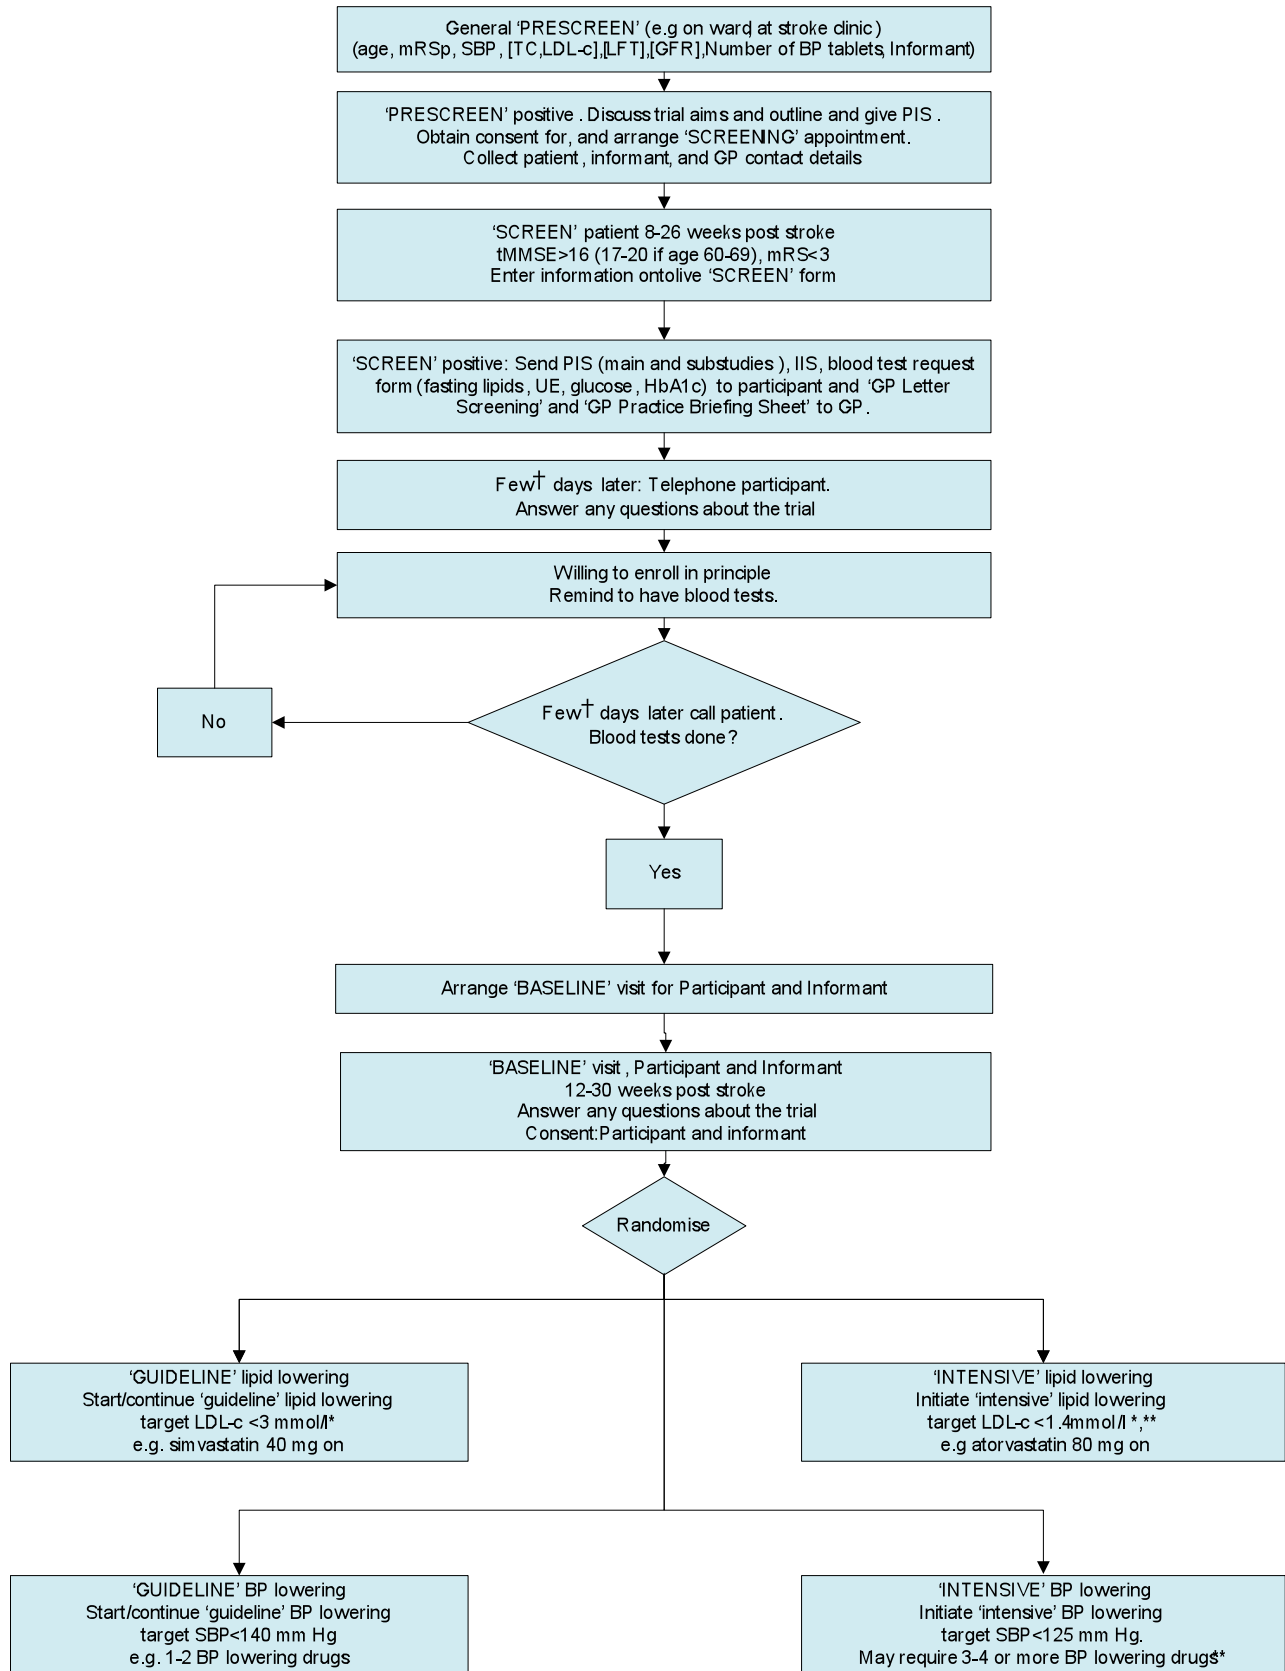 General ‘PRESCREEN’ (e.g on ward, at stroke clinic)
(age, mRSp, SBP, [TC,LDL-c],[LFT],[GFR],Number of BP tablets, Informant)
‘PRESCREEN’ positive. Discuss trial aims and outline and give PIS.
Obtain consent for, and arrange ‘SCREENING’ appointment.
Collect patient, informant, and GP contact details
‘SCREEN’ patient 8-26 weeks post stroke
tMMSE>16 (17-20 if age 60-69), mRS<3
Enter information ontolive ‘SCREEN’ form
‘SCREEN’ positive: Send PIS (main and substudies), IIS, blood test request
form (fasting lipids, UE, glucose, HbA1c) to participant and ‘GP Letter
Screening’ and ‘GP Practice Briefing Sheet’ to GP.
Few† days later: Telephone participant.
Answer any questions about the trial
Willing to enroll in principle
Remind to have blood tests.
Few† days later call patient.
Blood tests done?
No
Yes
Arrange ‘BASELINE’ visit for Participant and Informant
‘BASELINE’ visit, Participant and Informant
12-30 weeks post stroke
Answer any questions about the trial
Consent:Participant and informant
Randomise
‘GUIDELINE’ lipid lowering
Start/continue ‘guideline’ lipid lowering
target LDL-c <3 mmol/l*
e.g. simvastatin 40 mg on
‘INTENSIVE’ lipid lowering
Initiate ‘intensive’ lipid lowering
target LDL-c <1.4mmol/l *,**
e.g atorvastatin 80 mg on
‘GUIDELINE’ BP lowering
Start/continue ‘guideline’ BP lowering
target SBP<140 mm Hg
e.g. 1-2 BP lowering drugs
‘INTENSIVE’ BP lowering
Initiate ‘intensive’ BP lowering
target SBP<125 mm Hg.
May require 3-4 or more BP lowering drugs**